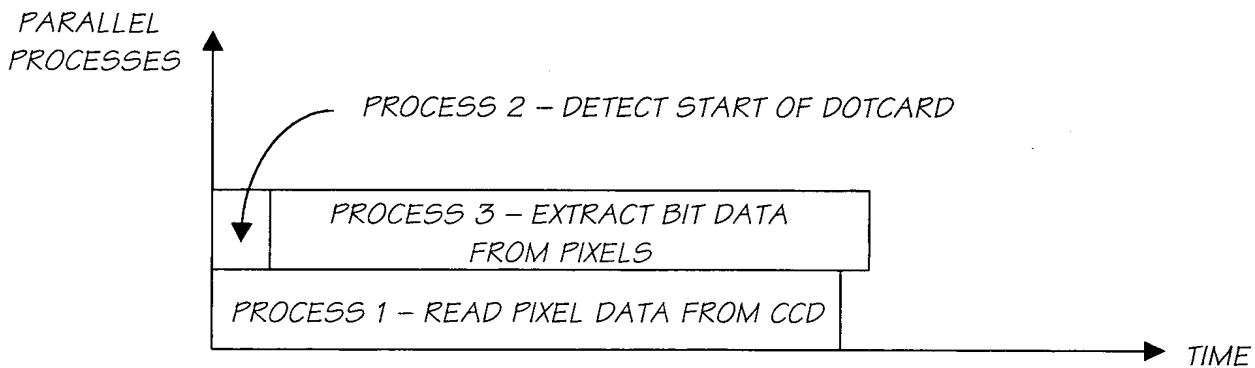 PARALLEL
PROCESSES
PROCESS 2 – DETECT START OF DOTCARD
PROCESS 3 – EXTRACT BIT DATA
FROM PIXELS
PROCESS 1 – READ PIXEL DATA FROM CCD
TIME